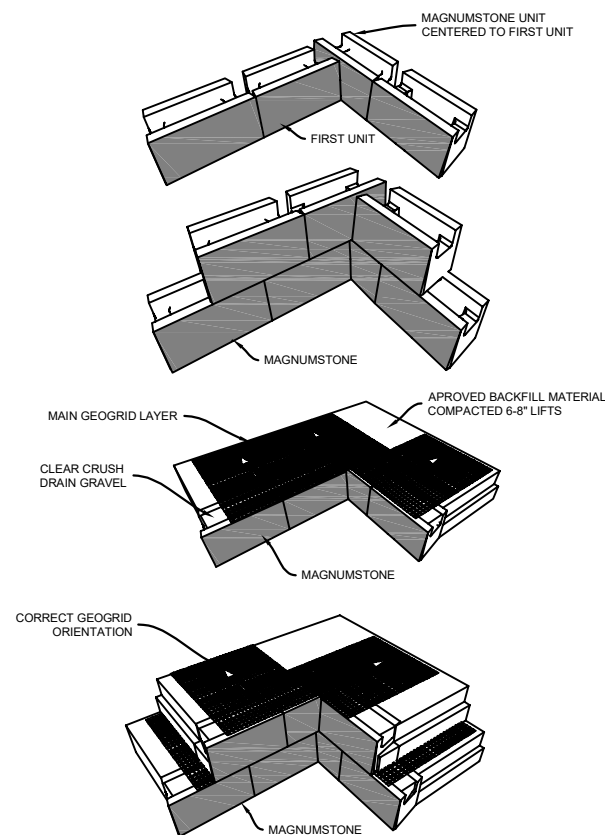 MAGNUMSTONE UNIT
CENTERED TO FIRST UNIT
FIRST UNIT
MAGNUMSTONE
APROVED BACKFILL MATERIAL
COMPACTED 6-8" LIFTS
MAIN GEOGRID LAYER
CLEAR CRUSH
DRAIN GRAVEL
MAGNUMSTONE
CORRECT GEOGRID
ORIENTATION
MAGNUMSTONE